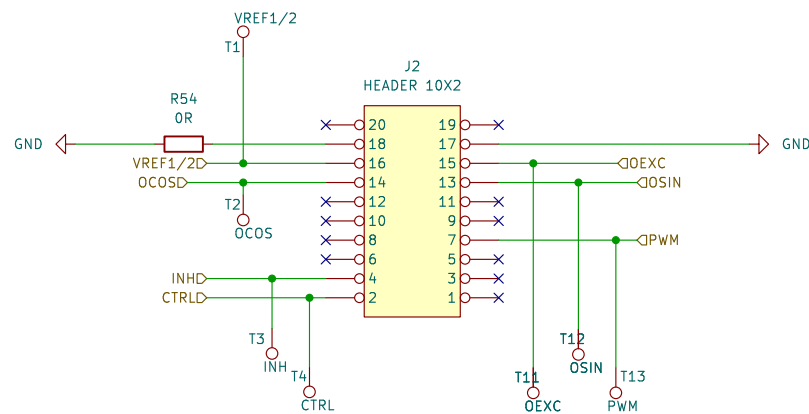 VREF1/2
T1
J2
HEADER 10X2
R54
0R
20 19
GND 18 17 GND
VREF1/2 16 15 OEXC
OCOS 14 13 OSIN
T2 12 11
10 9
OCOS
8 7 PWM
6 5
INH 4 3
CTRL 2 1
T3 T12
INH OSIN
T4 T11 T13
CTRL OEXC PWM